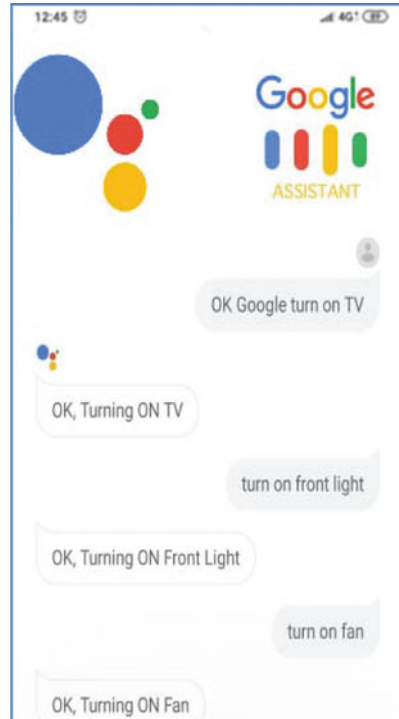 12:45
4G
Google
ASSISTANT
OK Google turn on TV
OK, Turning ON TV
turn on front light
OK, Turning ON Front Light
turn on fan
OK, Turning ON Fan